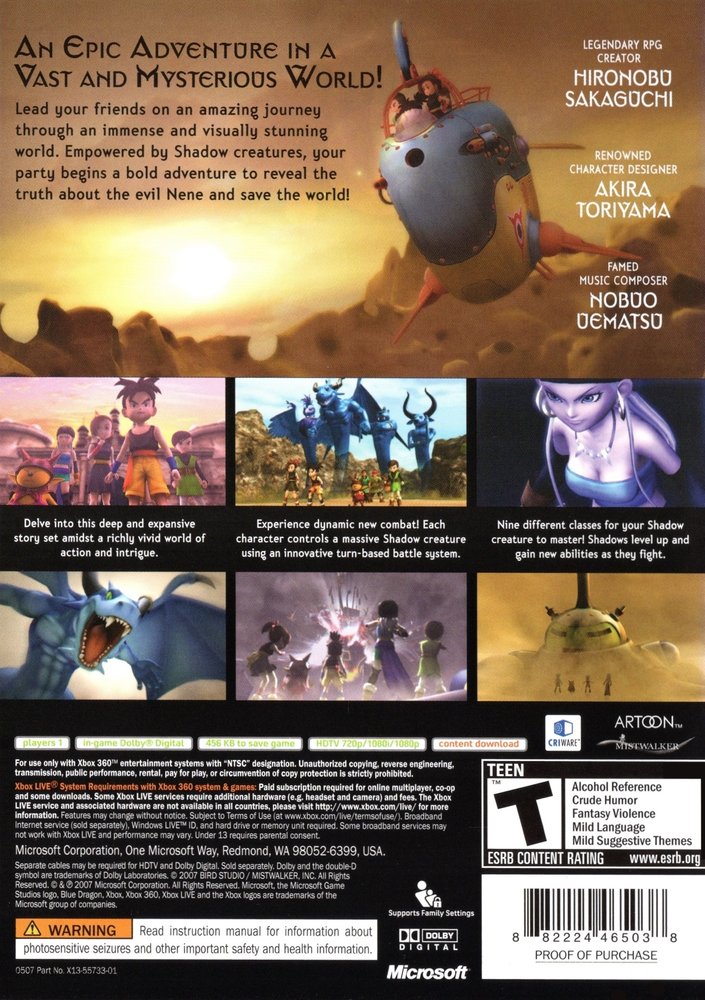 AN EPIC ADVENTURE IN A
VAST AND MYSTERIOUS WORLD!
Lead your friends on an amazing journey
through an immense and visually stunning
world. Empowered by Shadow creatures, your
party begins a bold adventure to reveal the
truth about the evil Nene and save the world!
LEGENDARY RPG
CREATOR
HIRONOBU
SAKAGUCHI
RENOWNED
CHARACTER DESIGNER
AKIRA
TORIYAMA
FAMED
MUSIC COMPOSER
NOBUO
UEMATSU
Delve into this deep and expansive
story set amidst a richly vivid world of
action and intrigue.
Experience dynamic new combat! Each
character controls a massive Shadow creature
using an innovative turn-based battle system.
Nine different classes for your Shadow
creature to master! Shadows level up and
gain new abilities as they fight.
players 1
in-game Dolby® Digital
456 KB to save game
HDTV 720p/1080i/1080p
content download
CRIWARE™
ARTOON™
MISTWALKER
For use only with Xbox 360™ entertainment systems with "NTSC" designation. Unauthorized copying, reverse engineering,
transmission, public performance, rental, pay for play, or circumvention of copy protection is strictly prohibited.
Xbox LIVE® System Requirements with Xbox 360 system & games: Paid subscription required for online multiplayer, co-op
and some downloads. Some Xbox LIVE services require additional hardware (e.g. headset and camera) and fees. The Xbox
LIVE service and associated hardware are not available in all countries, please visit http://www.xbox.com/live/ for more
information. Features may change without notice. Subject to Terms of Use (at www.xbox.com/live/termsofuse/). Broadband
Internet service (sold separately), Windows LIVE™ ID, and hard drive or memory unit required. Some broadband services may
not work with Xbox LIVE and performance may vary. Under 13 requires parental consent.
Microsoft Corporation, One Microsoft Way, Redmond, WA 98052-6399, USA.
Separate cables may be required for HDTV and Dolby Digital. Sold separately. Dolby and the double-D
symbol are trademarks of Dolby Laboratories. © 2007 BIRD STUDIO / MISTWALKER, INC. All Rights
Reserved. © & ℗ 2007 Microsoft Corporation. All Rights Reserved. Microsoft, the Microsoft Game
Studios logo, Blue Dragon, Xbox, Xbox 360, Xbox LIVE and the Xbox logos are trademarks of the
Microsoft group of companies.
WARNING Read instruction manual for information about
photosensitive seizures and other important safety and health information.
0507 Part No. X13-55733-01
Supports Family Settings
DOLBY
DIGITAL
Microsoft®
TEEN
T™
Alcohol Reference
Crude Humor
Fantasy Violence
Mild Language
Mild Suggestive Themes
ESRB CONTENT RATING www.esrb.org
8 82224 46503 8
PROOF OF PURCHASE